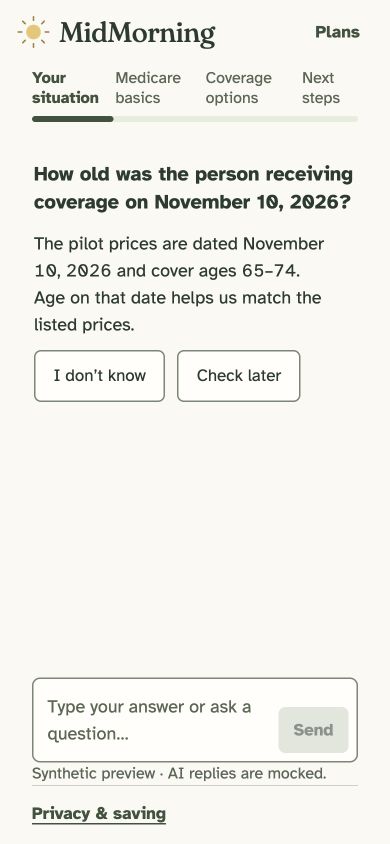 MidMorning
Plans
Your situation
Medicare basics
Coverage options
Next steps
How old was the person receiving
coverage on November 10, 2026?
The pilot prices are dated November
10, 2026 and cover ages 65–74.
Age on that date helps us match the
listed prices.
I don’t know
Check later
Type your answer or ask a
question...
Send
Synthetic preview · AI replies are mocked.
Privacy & saving